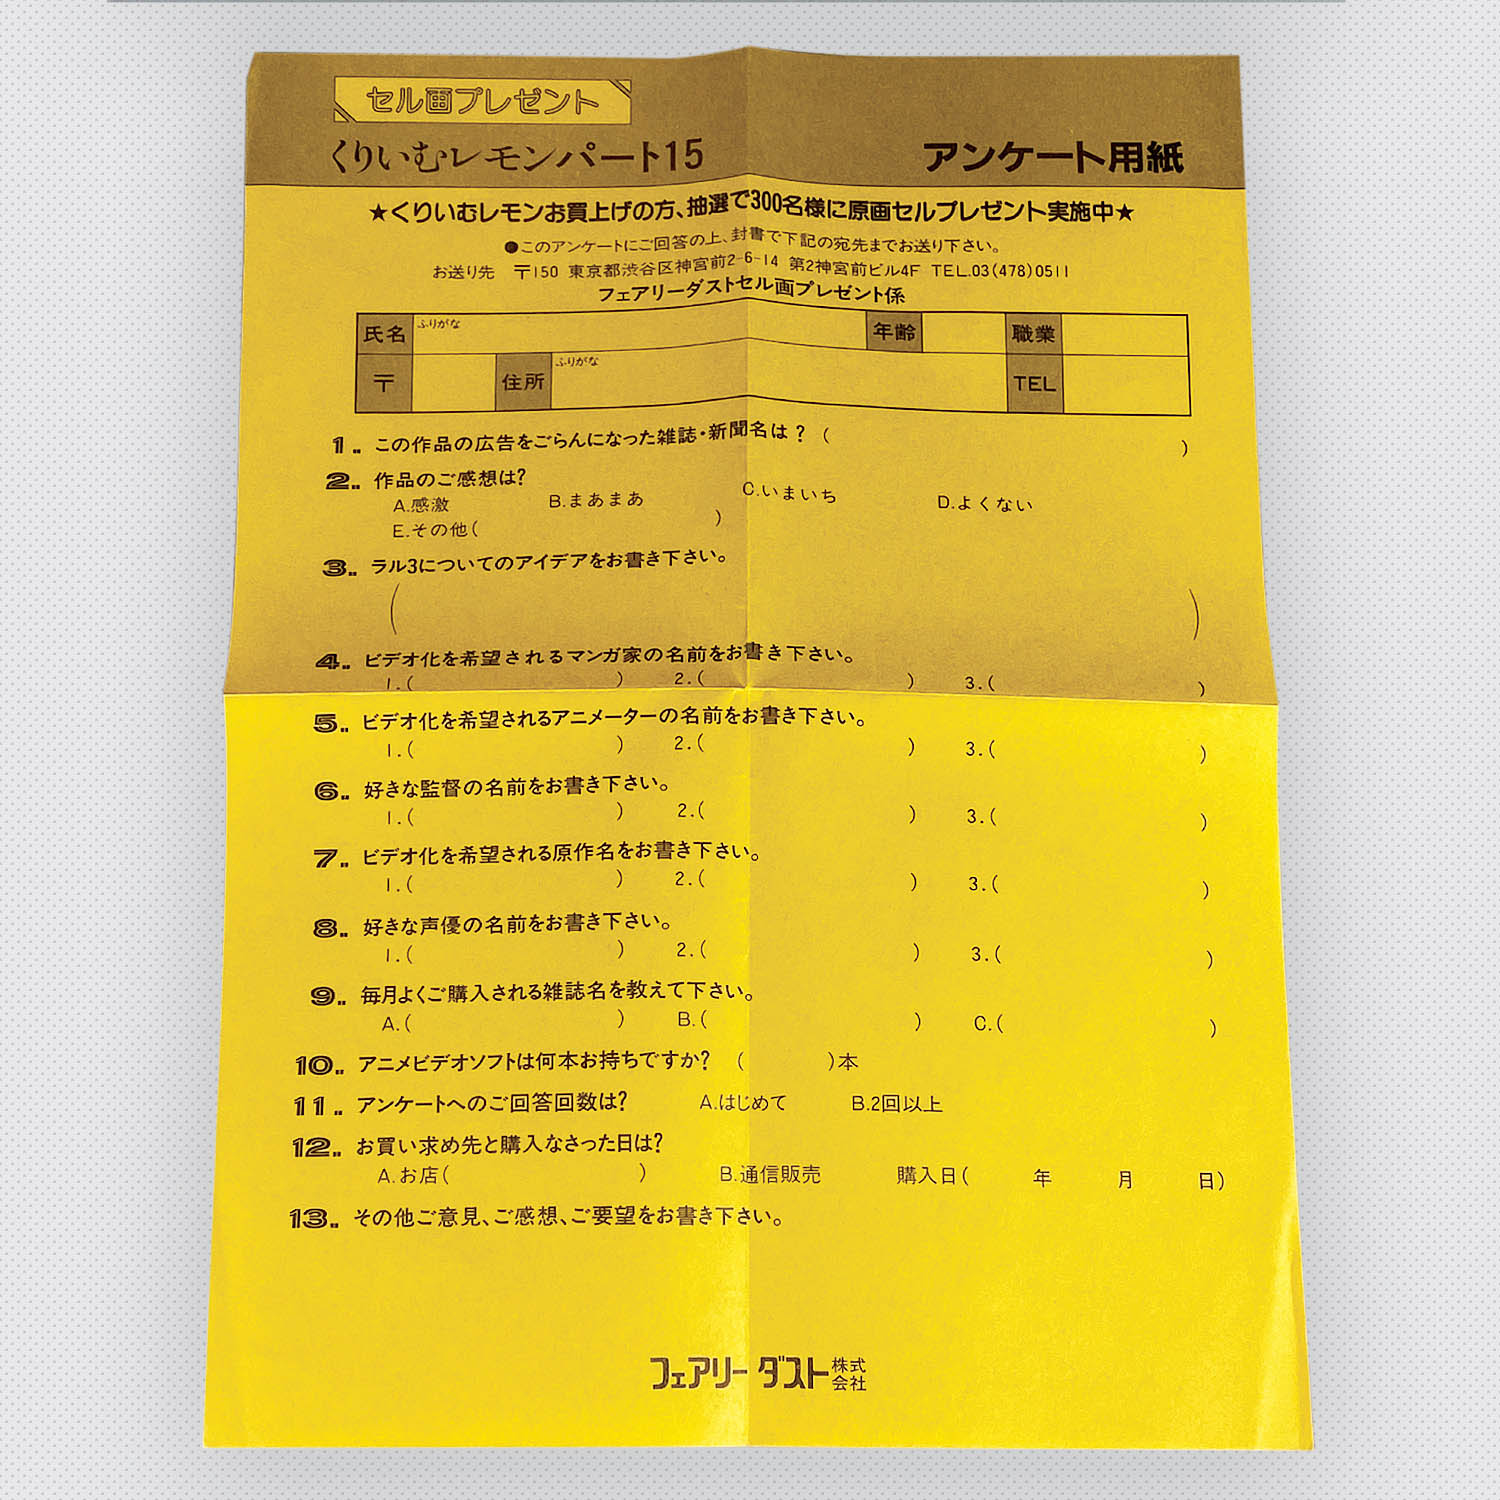 セル画プレゼント
くりいむレモンパート15 アンケート用紙
★くりいむレモンお買上げの方、抽選で300名様に原画セルプレゼント実施中★
●このアンケートにご回答の上、封書で下記の宛先までお送り下さい。
お送り先 〒150 東京都渋谷区神宮前2-6-14 第2神宮前ビル4F TEL.03(478)0511
フェアリーダストセル画プレゼント係
氏名 ふりがな 年齢 職業
〒 住所 ふりがな TEL
1. この作品の広告をごらんになった雑誌・新聞名は? ( )
2. 作品のご感想は?
A.感激 B.まあまあ C.いまいち D.よくない
E.その他( )
3. ラル3についてのアイデアをお書き下さい。
( )
4. ビデオ化を希望されるマンガ家の名前をお書き下さい。
1.( ) 2.( ) 3.( )
5. ビデオ化を希望されるアニメーターの名前をお書き下さい。
1.( ) 2.( ) 3.( )
6. 好きな監督の名前をお書き下さい。
1.( ) 2.( ) 3.( )
7. ビデオ化を希望される原作名をお書き下さい。
1.( ) 2.( ) 3.( )
8. 好きな声優の名前をお書き下さい。
1.( ) 2.( ) 3.( )
9. 毎月よくご購入される雑誌名を教えて下さい。
A.( ) B.( ) C.( )
10. アニメビデオソフトは何本お持ちですか? ( )本
11. アンケートへのご回答回数は? A.はじめて B.2回以上
12. お買い求め先と購入なさった日は?
A.お店( ) B.通信販売 購入日( 年 月 日)
13. その他ご意見、ご感想、ご要望をお書き下さい。
フェアリーダスト株式会社